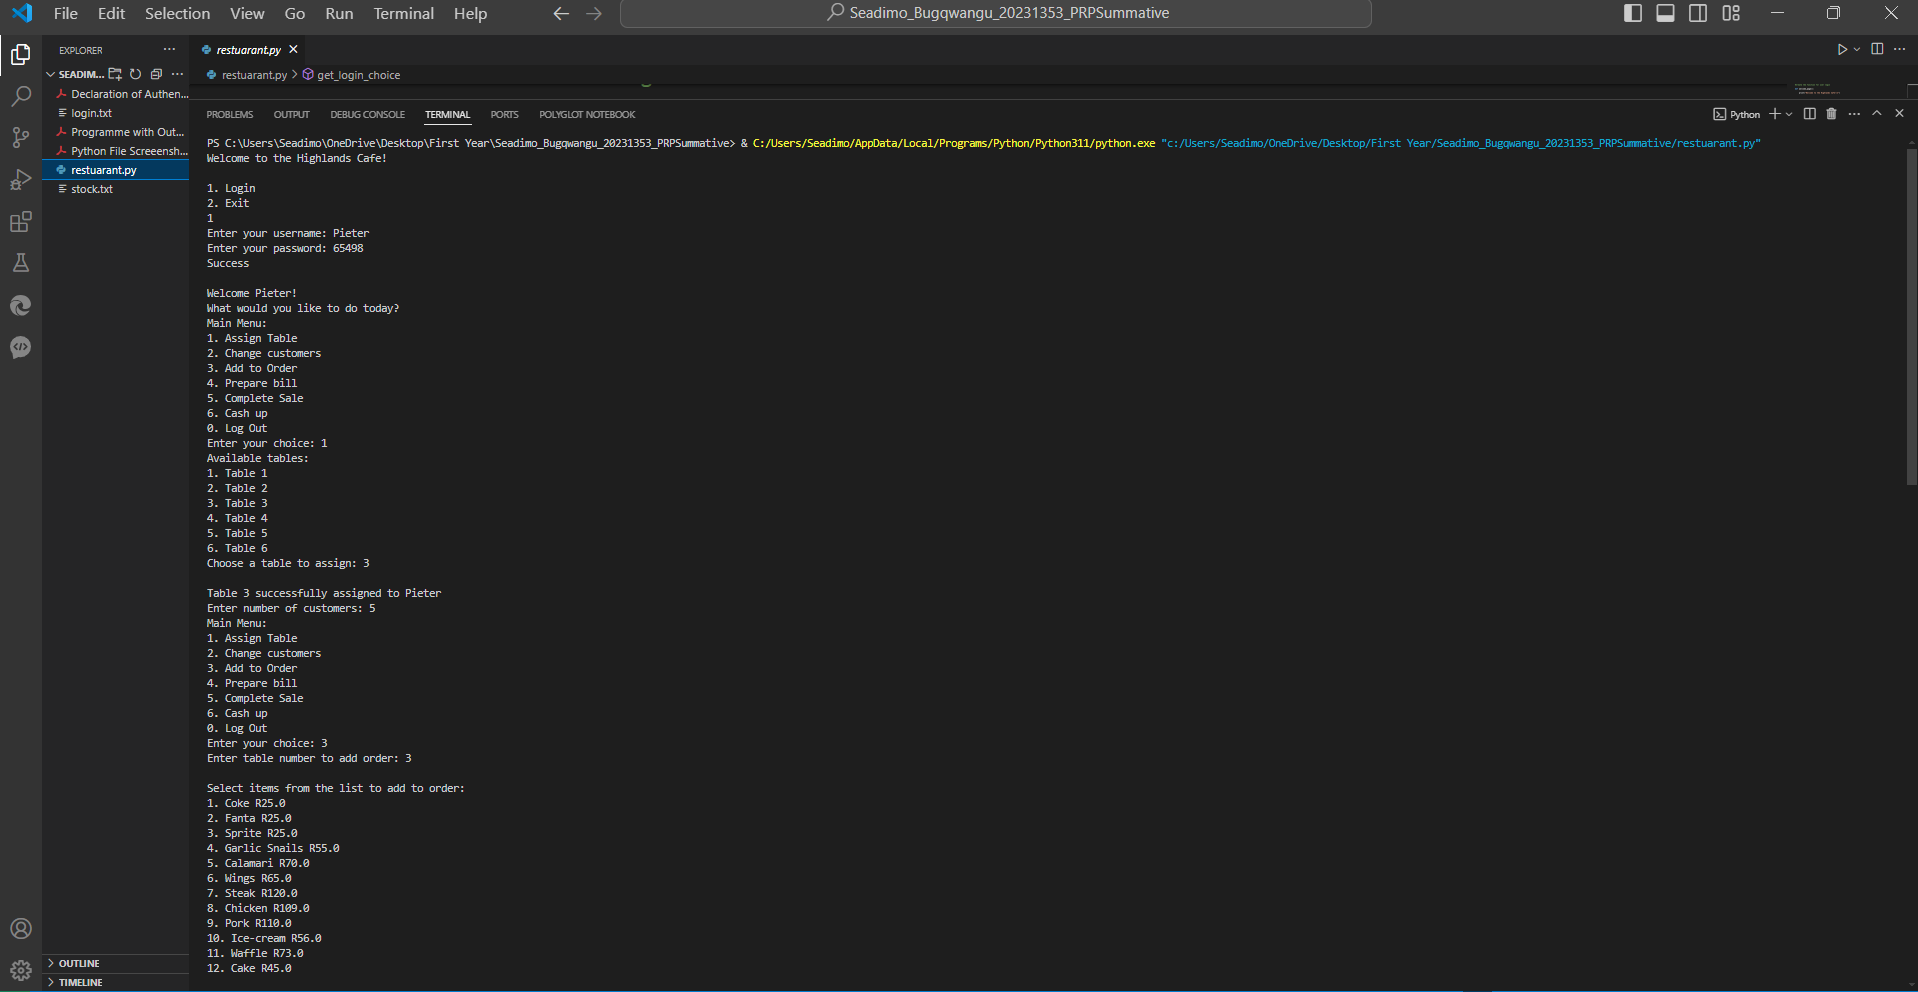 File Edit Selection View Go Run Terminal Help
Seadimo_Bugqwangu_20231353_PRPSummative
EXPLORER
SEADIM...
Declaration of Authen...
login.txt
Programme with Out...
Python File Screeensh...
restuarant.py
stock.txt
OUTLINE
TIMELINE
restuarant.py
restuarant.py > get_login_choice
PROBLEMS OUTPUT DEBUG CONSOLE TERMINAL PORTS POLYGLOT NOTEBOOK
Python
PS C:\Users\Seadimo\OneDrive\Desktop\First Year\Seadimo_Bugqwangu_20231353_PRPSummative> & C:/Users/Seadimo/AppData/Local/Programs/Python/Python311/python.exe "c:/Users/Seadimo/OneDrive/Desktop/First Year/Seadimo_Bugqwangu_20231353_PRPSummative/restuarant.py"
Welcome to the Highlands Cafe!
1. Login
2. Exit
1
Enter your username: Pieter
Enter your password: 65498
Success
Welcome Pieter!
What would you like to do today?
Main Menu:
1. Assign Table
2. Change customers
3. Add to Order
4. Prepare bill
5. Complete Sale
6. Cash up
0. Log Out
Enter your choice: 1
Available tables:
1. Table 1
2. Table 2
3. Table 3
4. Table 4
5. Table 5
6. Table 6
Choose a table to assign: 3
Table 3 successfully assigned to Pieter
Enter number of customers: 5
Main Menu:
1. Assign Table
2. Change customers
3. Add to Order
4. Prepare bill
5. Complete Sale
6. Cash up
0. Log Out
Enter your choice: 3
Enter table number to add order: 3
Select items from the list to add to order:
1. Coke R25.0
2. Fanta R25.0
3. Sprite R25.0
4. Garlic Snails R55.0
5. Calamari R70.0
6. Wings R65.0
7. Steak R120.0
8. Chicken R109.0
9. Pork R110.0
10. Ice-cream R56.0
11. Waffle R73.0
12. Cake R45.0